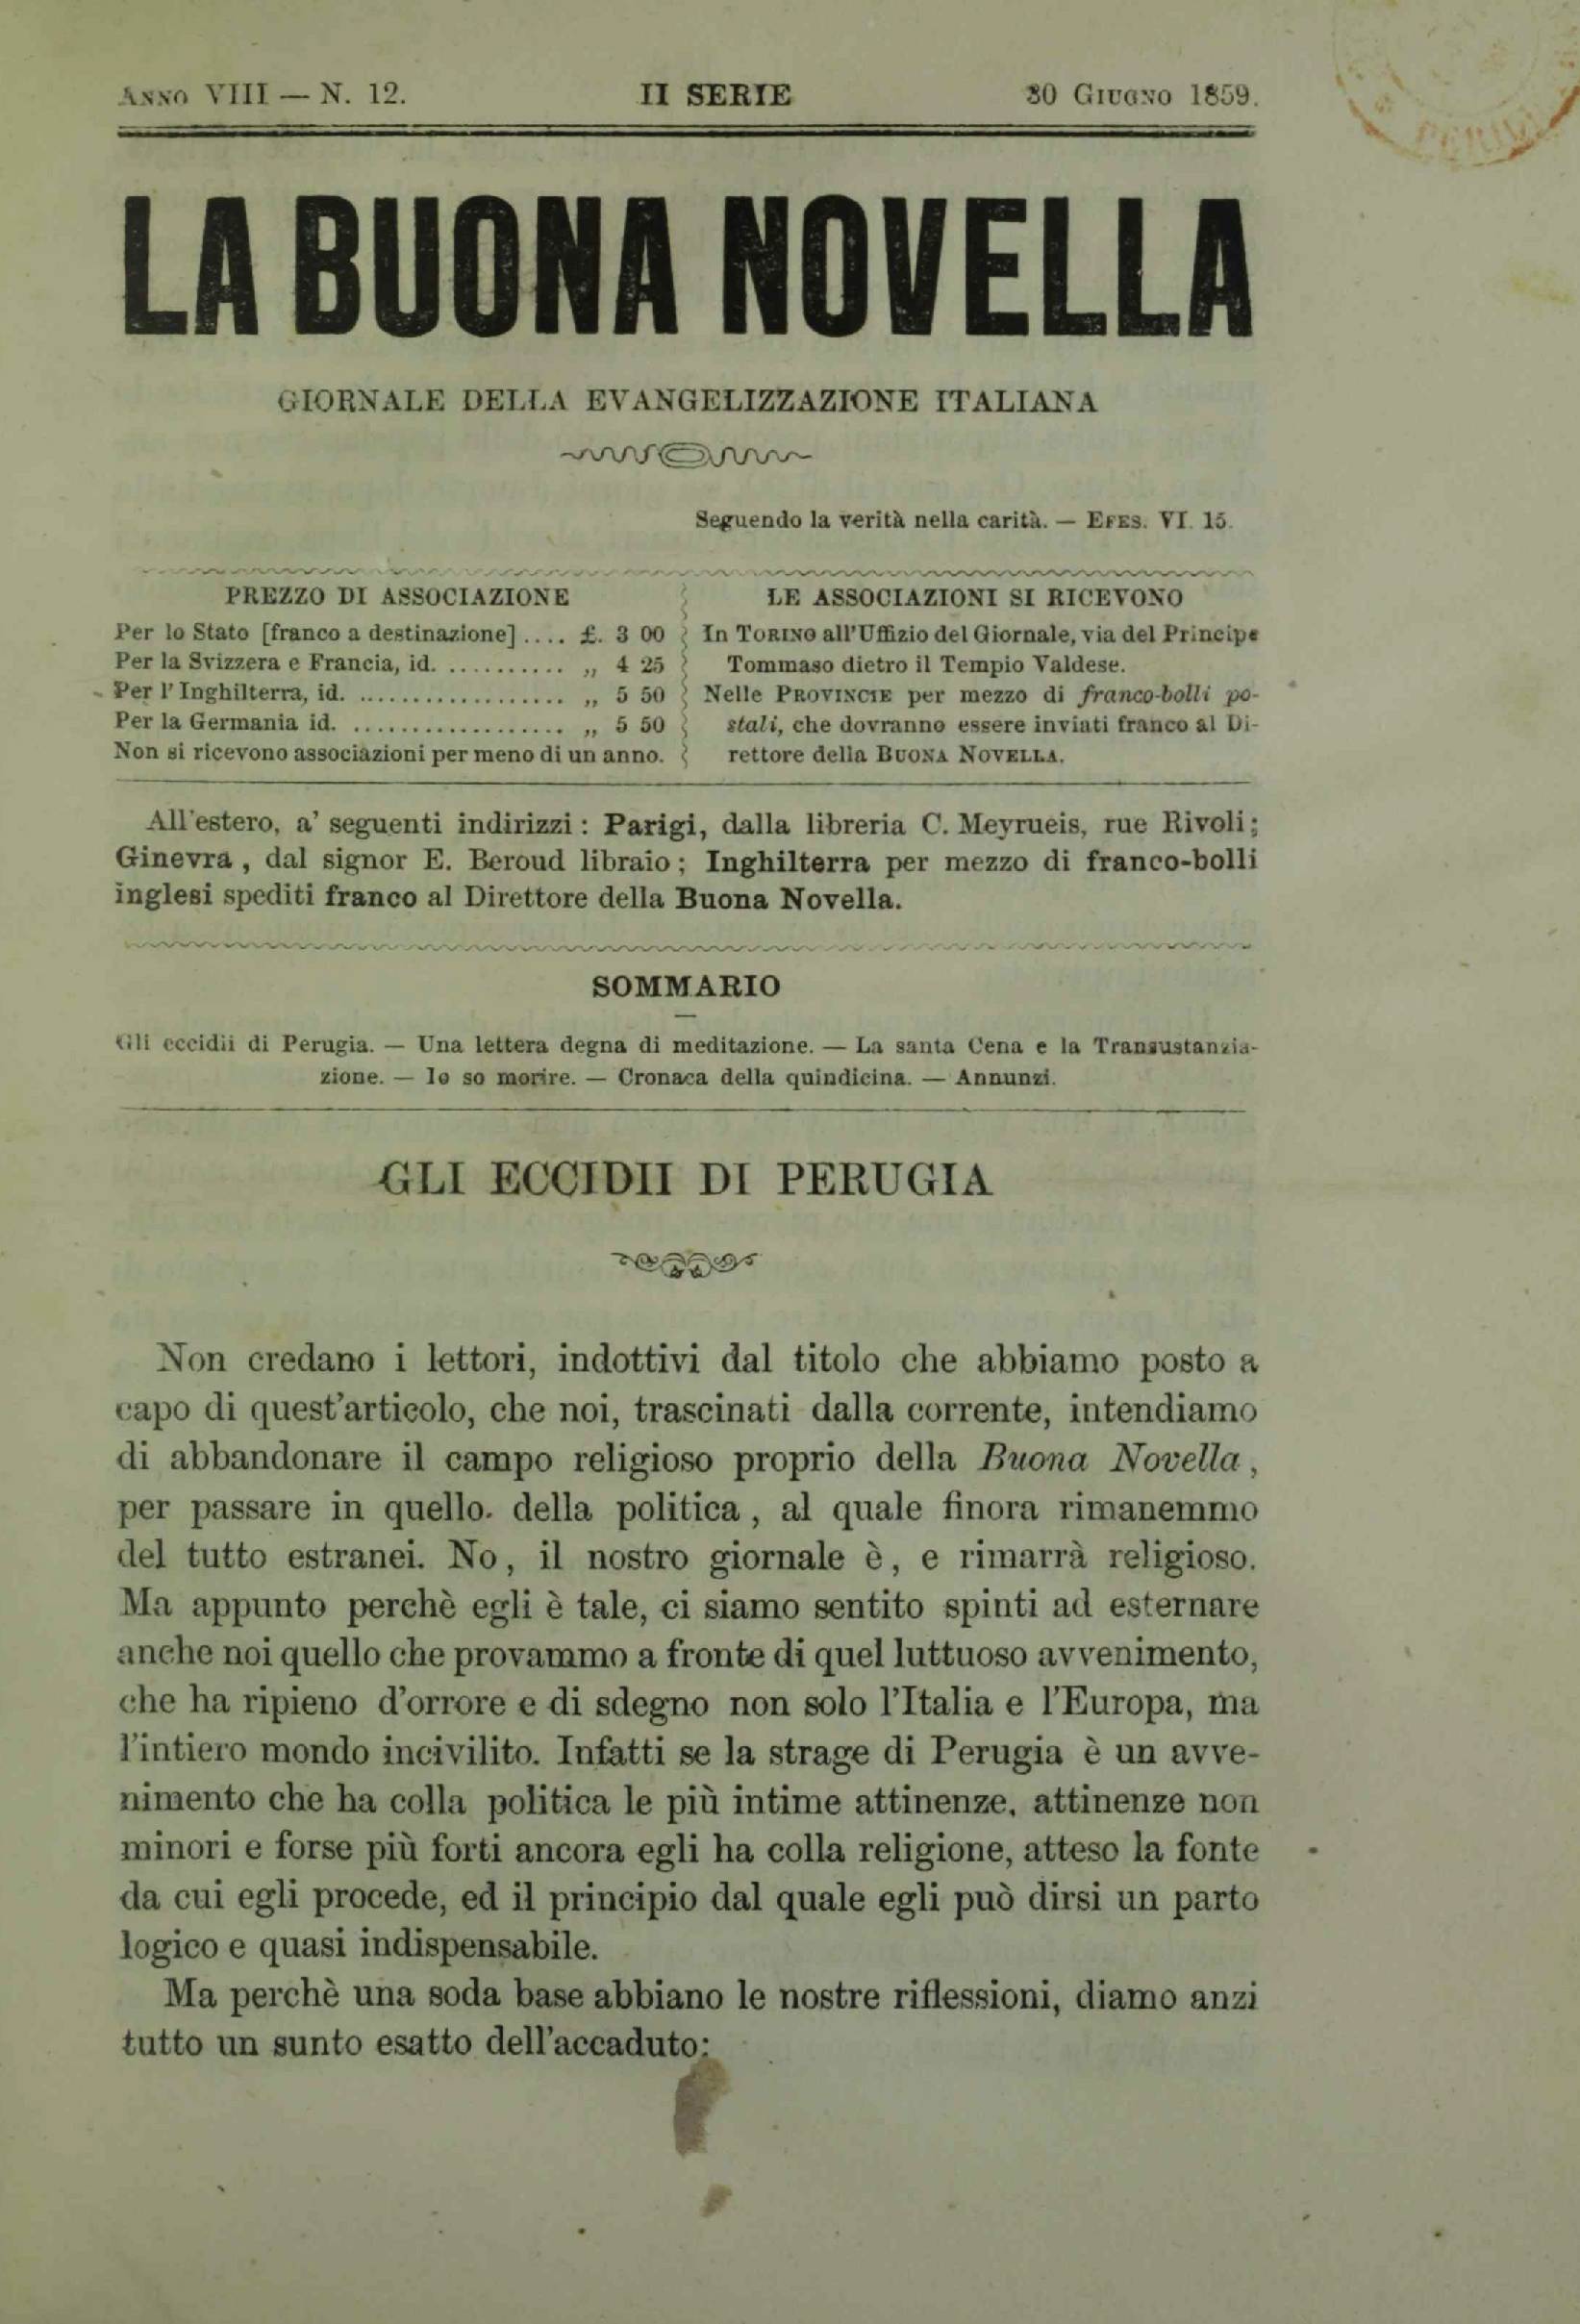 ANNO VIII — N. 12.
II SERIE
30 GIUGNO 1859.
LA BUONA NOVELLA
GIORNALE DELLA EVANGELIZZAZIONE ITALIANA
Seguendo la verità nella carità. — EFES. VI. 15.
PREZZO DI ASSOCIAZIONE
Per lo Stato [franco a destinazione] .... £. 3 00
Per la Svizzera e Francia, id. ........... „ 4 25
Per l'Inghilterra, id. .................. „ 5 50
Per la Germania id. .................. „ 5 50
Non si ricevono associazioni per meno di un anno.
LE ASSOCIAZIONI SI RICEVONO
In TORINO all'Uffizio del Giornale, via del Principe
Tommaso dietro il Tempio Valdese.
Nelle PROVINCIE per mezzo di franco-bolli po-
stali, che dovranno essere inviati franco al Di-
rettore della BUONA NOVELLA.
All'estero, a' seguenti indirizzi : Parigi, dalla libreria C. Meyrueis, rue Rivoli ;
Ginevra , dal signor E. Beroud libraio ; Inghilterra per mezzo di franco-bolli
inglesi spediti franco al Direttore della Buona Novella.
SOMMARIO
Gli eccidii di Perugia. — Una lettera degna di meditazione. — La santa Cena e la Transustanzia-
zione. — Io so morire. — Cronaca della quindicina. — Annunzi.
GLI ECCIDII DI PERUGIA
Non credano i lettori, indottivi dal titolo che abbiamo posto a
capo di quest'articolo, che noi, trascinati dalla corrente, intendiamo
di abbandonare il campo religioso proprio della Buona Novella ,
per passare in quello. della politica , al quale finora rimanemmo
del tutto estranei. No , il nostro giornale è , e rimarrà religioso.
Ma appunto perchè egli è tale, ci siamo sentito spinti ad esternare
anche noi quello che provammo a fronte di quel luttuoso avvenimento,
che ha ripieno d'orrore e di sdegno non solo l'Italia e l'Europa, ma
l'intiero mondo incivilito. Infatti se la strage di Perugia è un avve-
nimento che ha colla politica le più intime attinenze, attinenze non
minori e forse più forti ancora egli ha colla religione, atteso la fonte
da cui egli procede, ed il principio dal quale egli può dirsi un parto
logico e quasi indispensabile.
Ma perchè una soda base abbiano le nostre riflessioni, diamo anzi
tutto un sunto esatto dell'accaduto: